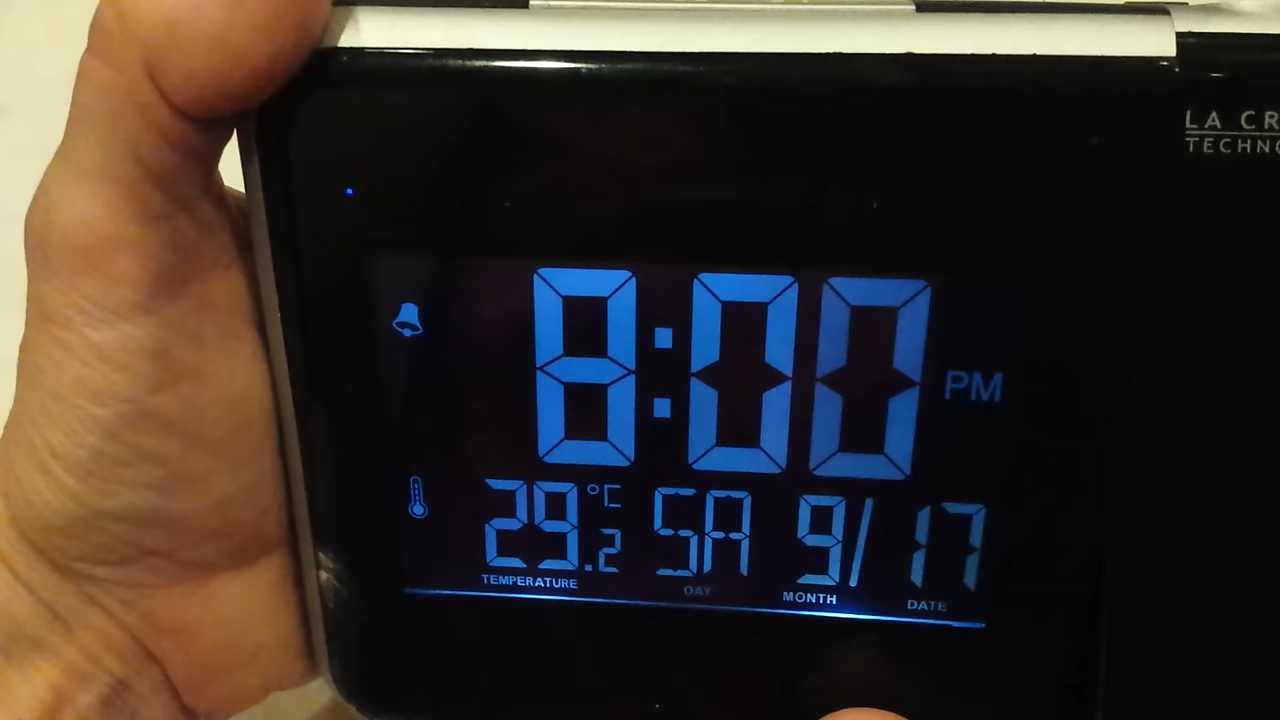 LA CR
TECHNO
8:00 PM
29.2 °C SA 9/ 17
TEMPERATURE DAY MONTH DATE